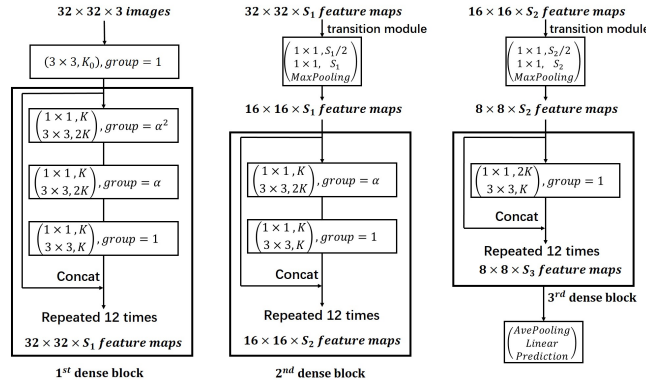 32 × 32 × 3 images
(3 × 3, K₀), group = 1
(1 × 1, K
3 × 3, 2K), group = α²
(1 × 1, K
3 × 3, 2K), group = α
(1 × 1, K
3 × 3, K), group = 1
Concat
Repeated 12 times
32 × 32 × S₁ feature maps
1ˢᵗ dense block
32 × 32 × S₁ feature maps
transition module
(1 × 1, S₁/2
1 × 1, S₁
MaxPooling)
16 × 16 × S₁ feature maps
(1 × 1, K
3 × 3, 2K), group = α
(1 × 1, K
3 × 3, K), group = 1
Concat
Repeated 12 times
16 × 16 × S₂ feature maps
2ⁿᵈ dense block
16 × 16 × S₂ feature maps
transition module
(1 × 1, S₂/2
1 × 1, S₂
MaxPooling)
8 × 8 × S₂ feature maps
(1 × 1, 2K
3 × 3, K), group = 1
Concat
Repeated 12 times
8 × 8 × S₃ feature maps
3ʳᵈ dense block
(AvePooling
Linear
Prediction)